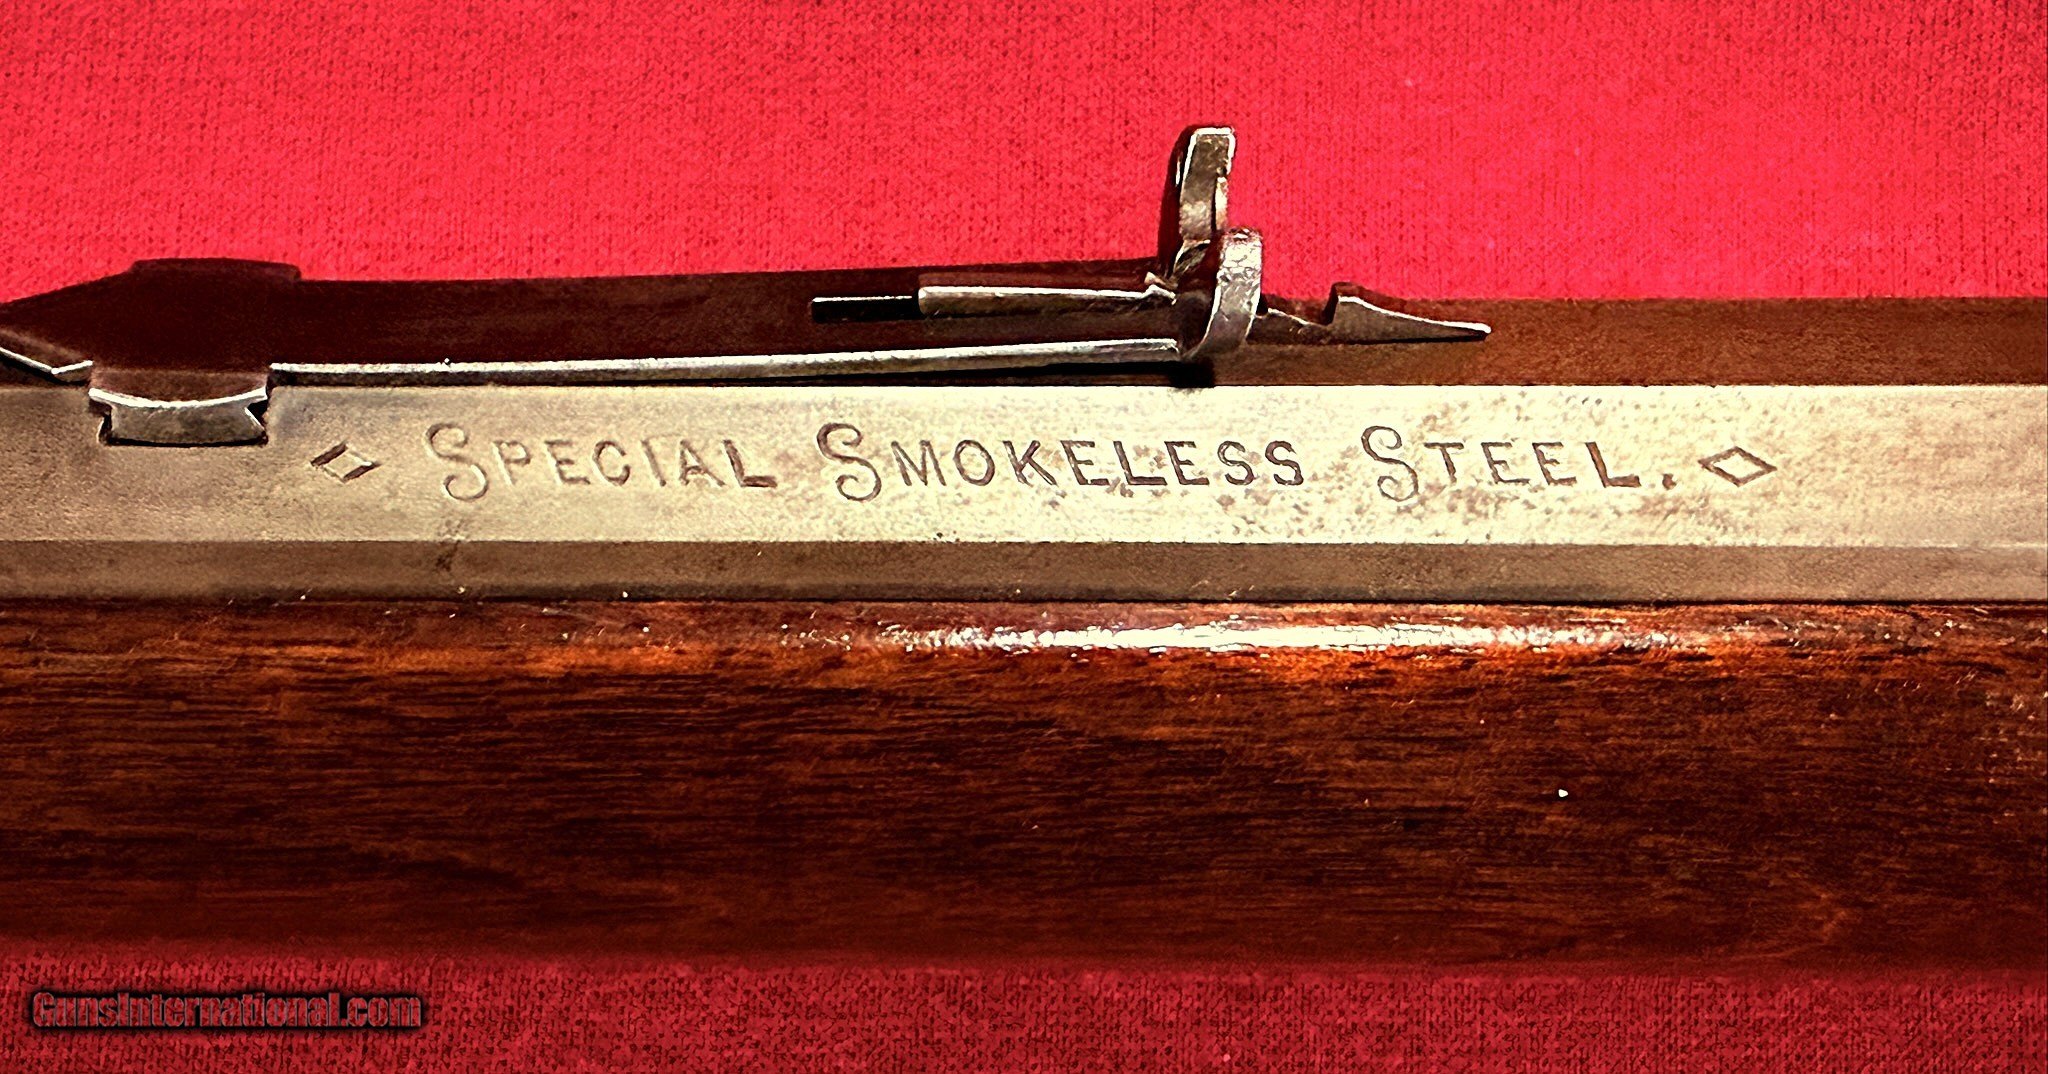 ◇ SPECIAL SMOKELESS STEEL. ◇
GunsInternational.com